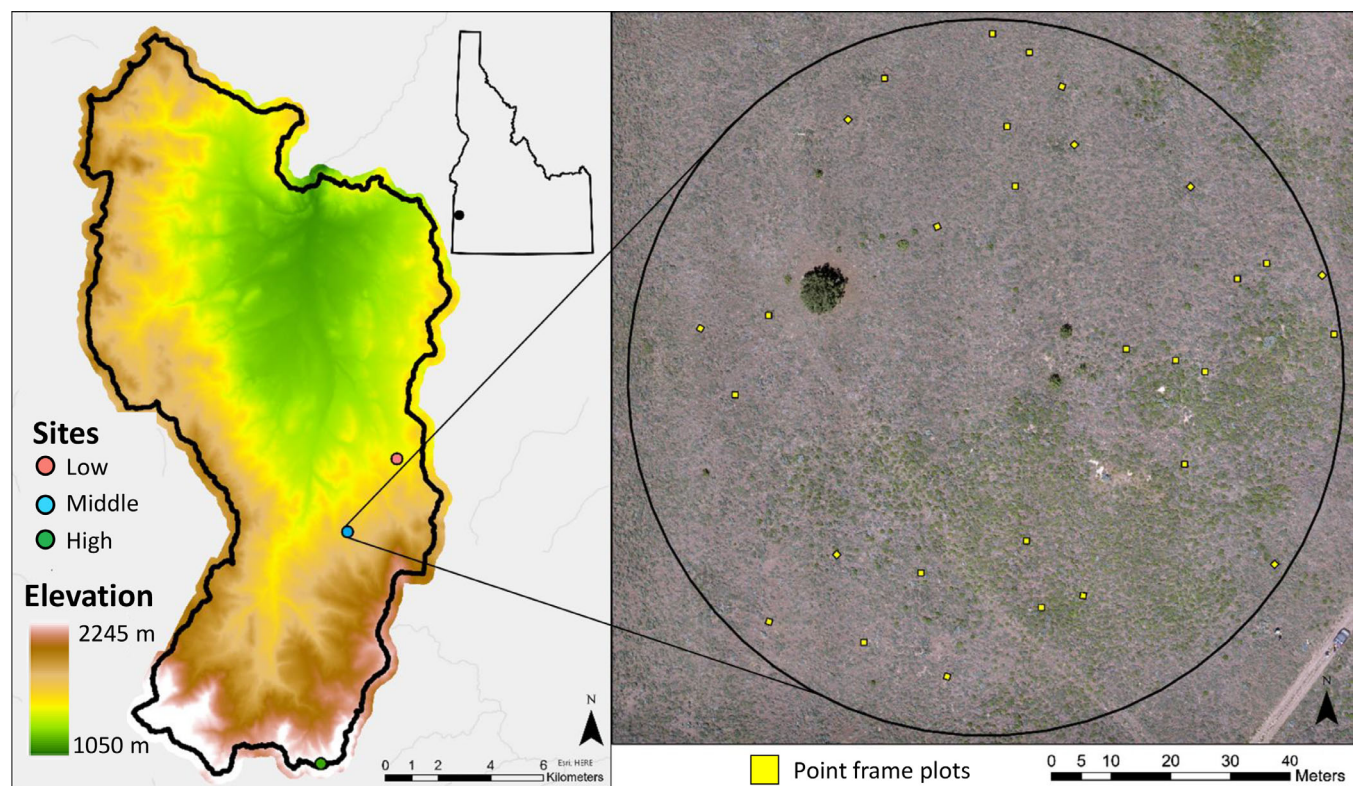 Sites
Low
Middle
High
Elevation
2245 m
1050 m
N
Esri, HERE
0 1 2 4 6
Kilometers
N
Point frame plots
0 5 10 20 30 40
Meters